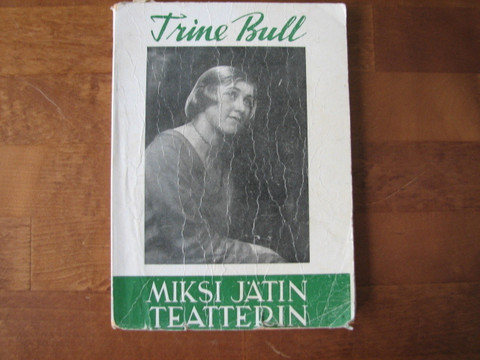 Trine Bull
MIKSI JÄTIN
TEATTERIN